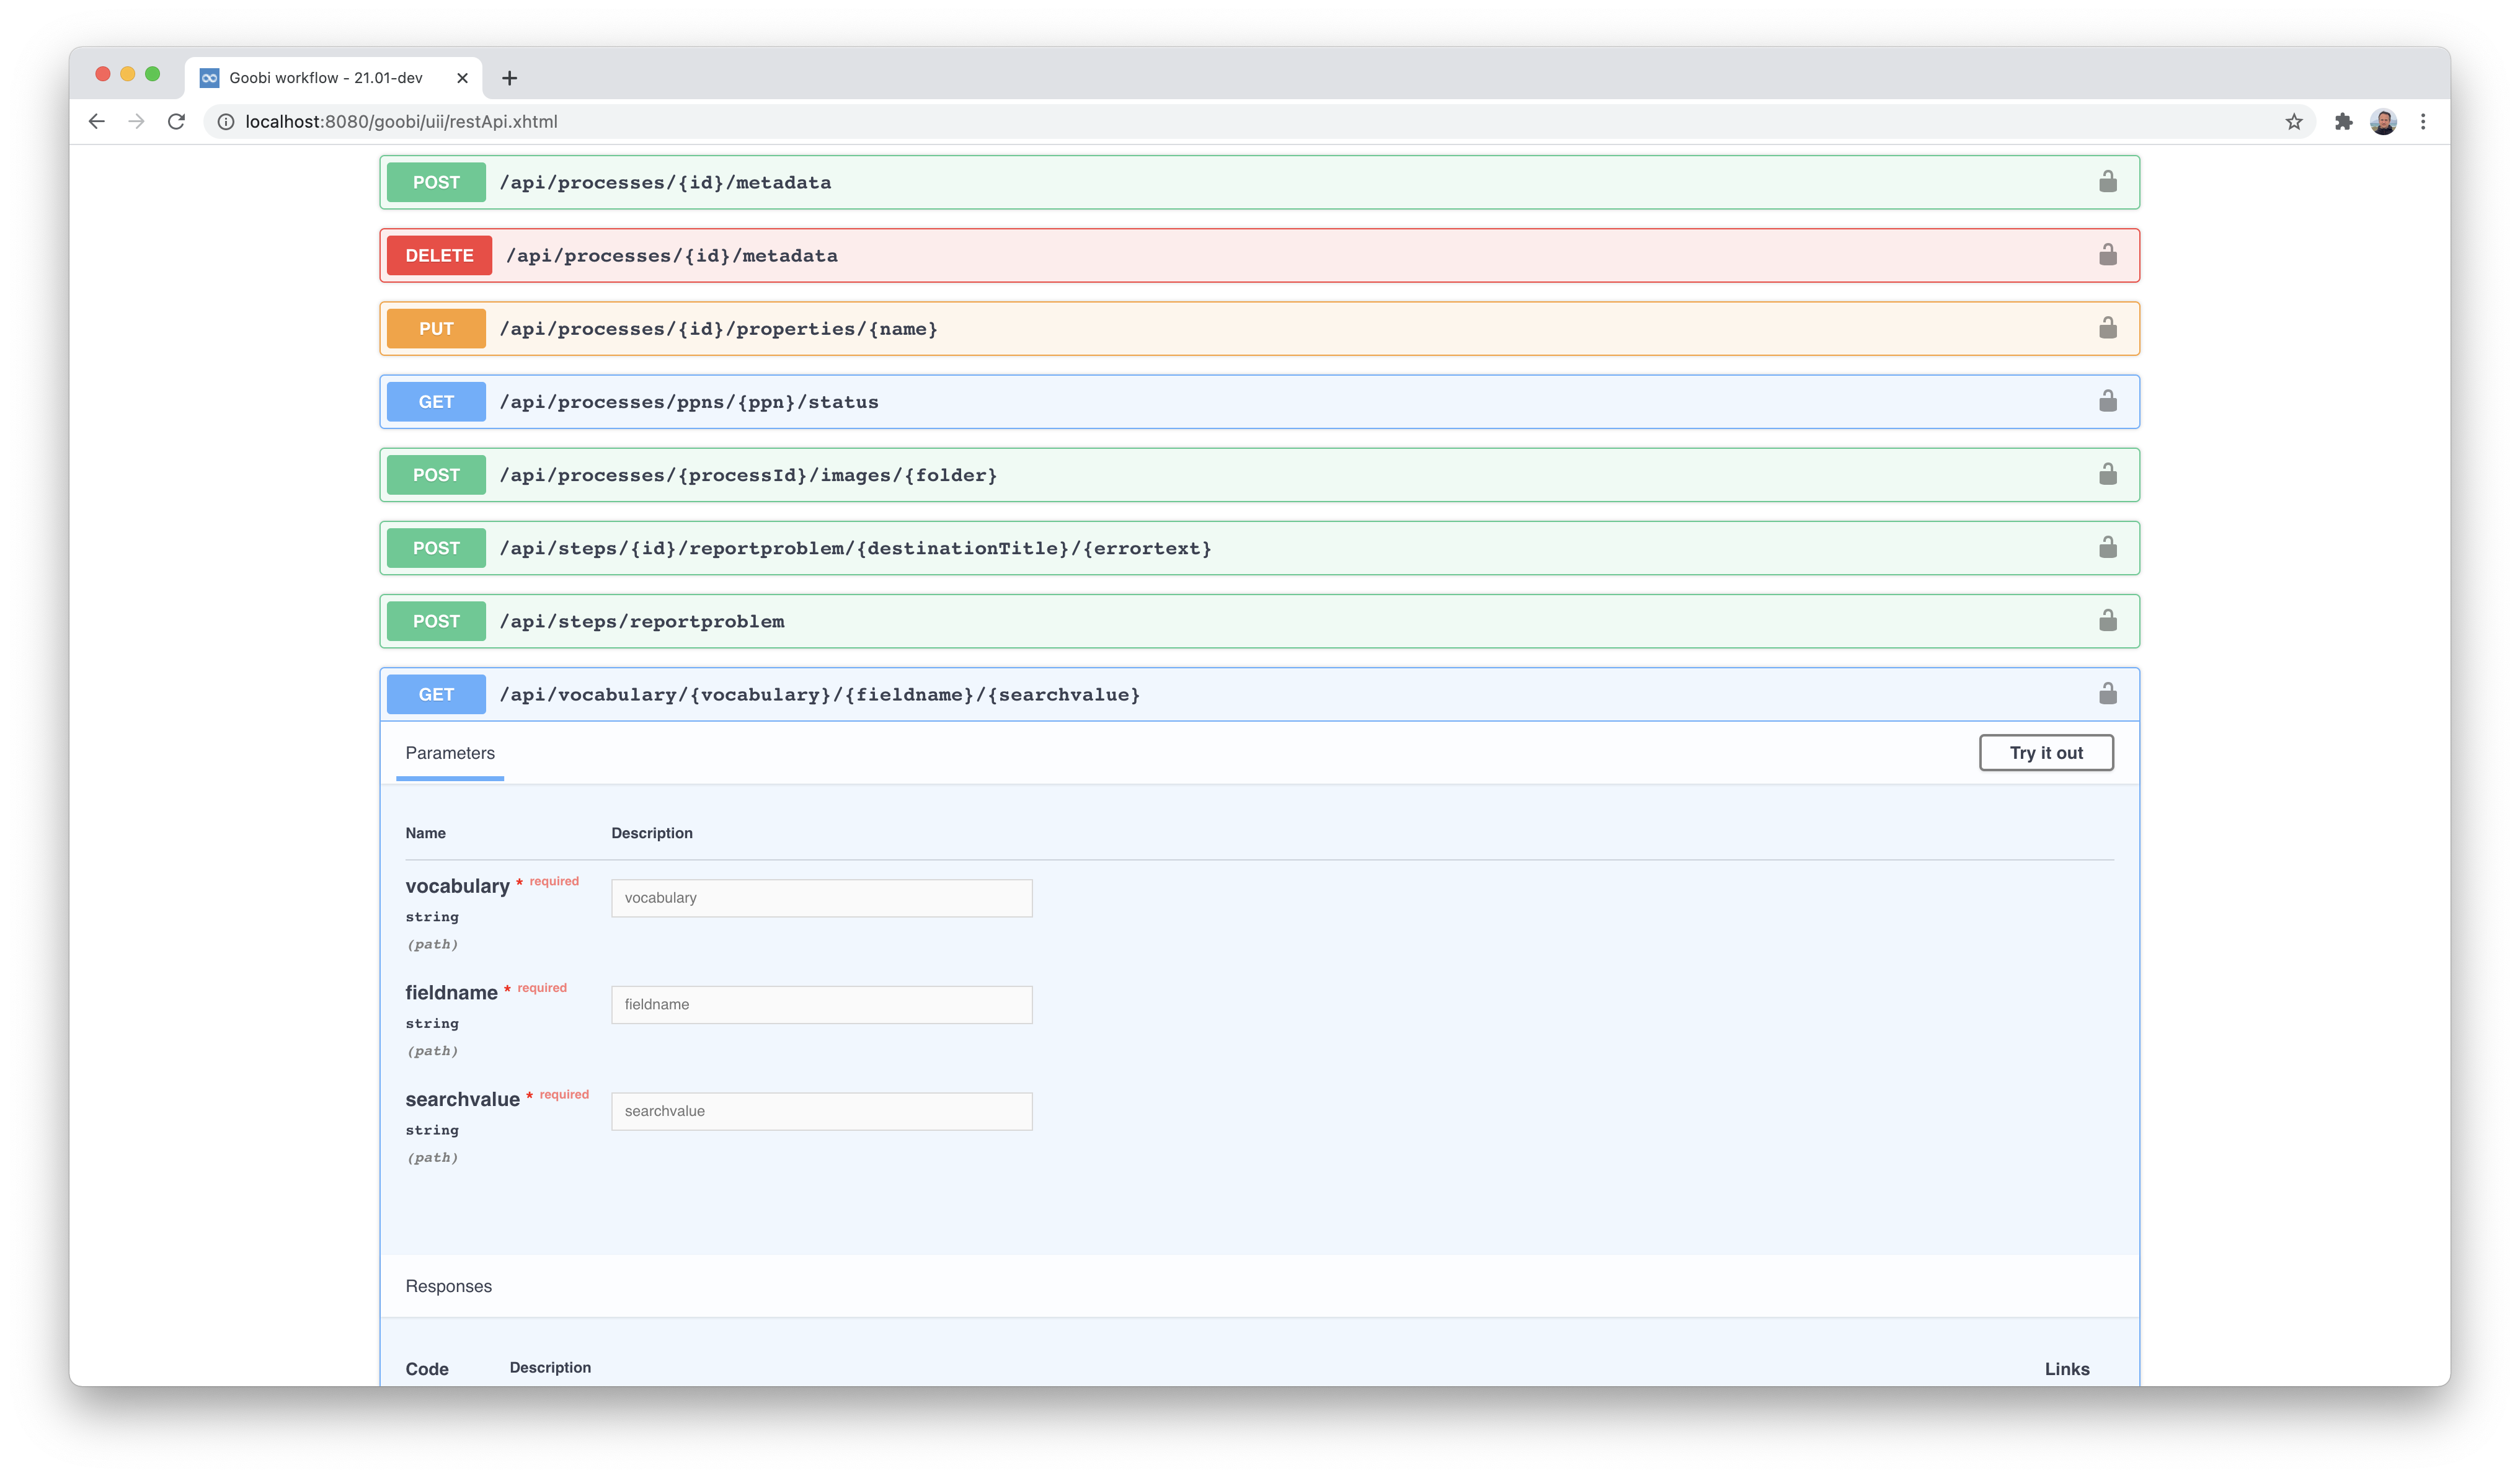 Goobi workflow - 21.01-dev
localhost:8080/goobi/uii/restApi.xhtml
POST /api/processes/{id}/metadata
DELETE /api/processes/{id}/metadata
PUT /api/processes/{id}/properties/{name}
GET /api/processes/ppns/{ppn}/status
POST /api/processes/{processId}/images/{folder}
POST /api/steps/{id}/reportproblem/{destinationTitle}/{errortext}
POST /api/steps/reportproblem
GET /api/vocabulary/{vocabulary}/{fieldname}/{searchvalue}
Parameters Try it out
Name Description
vocabulary * required vocabulary
string
(path)
fieldname * required fieldname
string
(path)
searchvalue * required searchvalue
string
(path)
Responses
Code Description Links